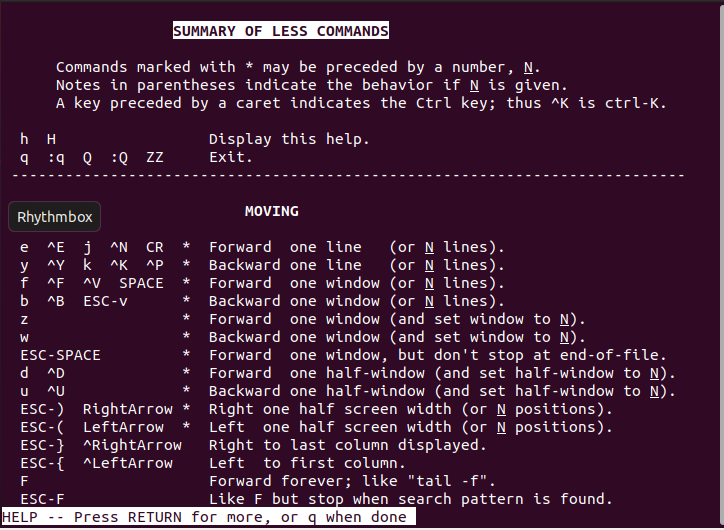 SUMMARY OF LESS COMMANDS
Commands marked with * may be preceded by a number, N.
Notes in parentheses indicate the behavior if N is given.
A key preceded by a caret indicates the Ctrl key; thus ^K is ctrl-K.
h  H                 Display this help.
q  :q  Q  :Q  ZZ     Exit.
---------------------------------------------------------------------------
MOVING
Rhythmbox
e  ^E  j  ^N  CR  *  Forward  one line   (or N lines).
y  ^Y  k  ^K  ^P  *  Backward one line   (or N lines).
f  ^F  ^V  SPACE  *  Forward  one window (or N lines).
b  ^B  ESC-v      *  Backward one window (or N lines).
z                 *  Forward  one window (and set window to N).
w                 *  Backward one window (and set window to N).
ESC-SPACE         *  Forward  one window, but don't stop at end-of-file.
d  ^D             *  Forward  one half-window (and set half-window to N).
u  ^U             *  Backward one half-window (and set half-window to N).
ESC-)  RightArrow *  Right one half screen width (or N positions).
ESC-(  LeftArrow  *  Left  one half screen width (or N positions).
ESC-}  ^RightArrow   Right to last column displayed.
ESC-{  ^LeftArrow    Left  to first column.
F                    Forward forever; like "tail -f".
ESC-F                Like F but stop when search pattern is found.
HELP -- Press RETURN for more, or q when done